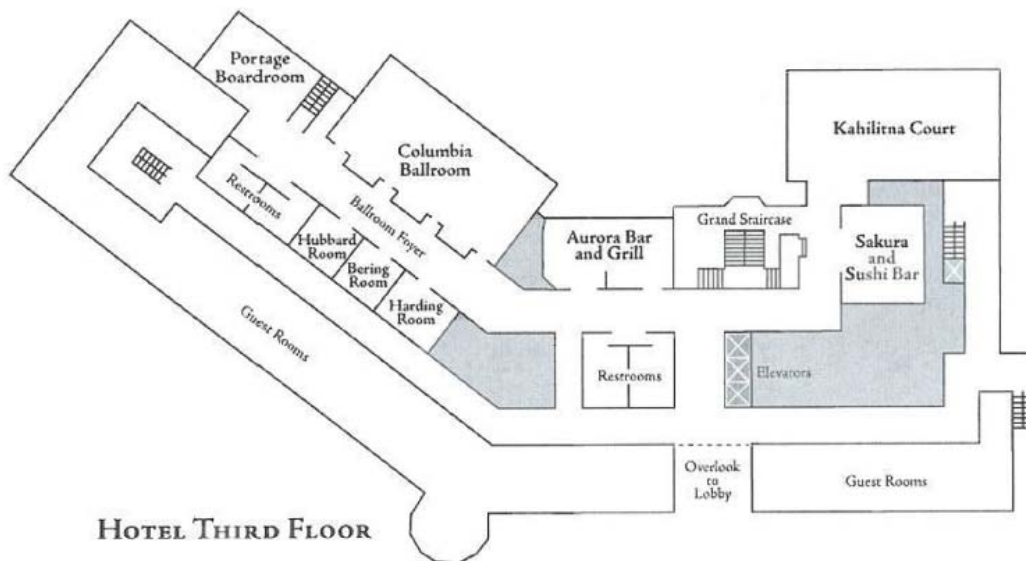 Portage
Boardroom
Columbia
Ballroom
Kahilitna Court
Restrooms
Ballroom Foyer
Grand Staircase
Hubbard
Room
Aurora Bar
and Grill
Sakura
and
Sushi Bar
Bering
Room
Harding
Room
Guest Rooms
Restrooms
Elevators
Overlook
to
Lobby
Guest Rooms
HOTEL THIRD FLOOR